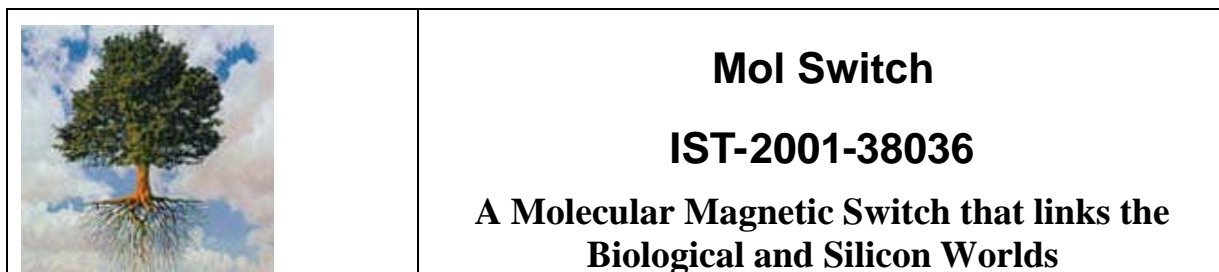 Mol Switch
IST-2001-38036
A Molecular Magnetic Switch that links the
Biological and Silicon Worlds